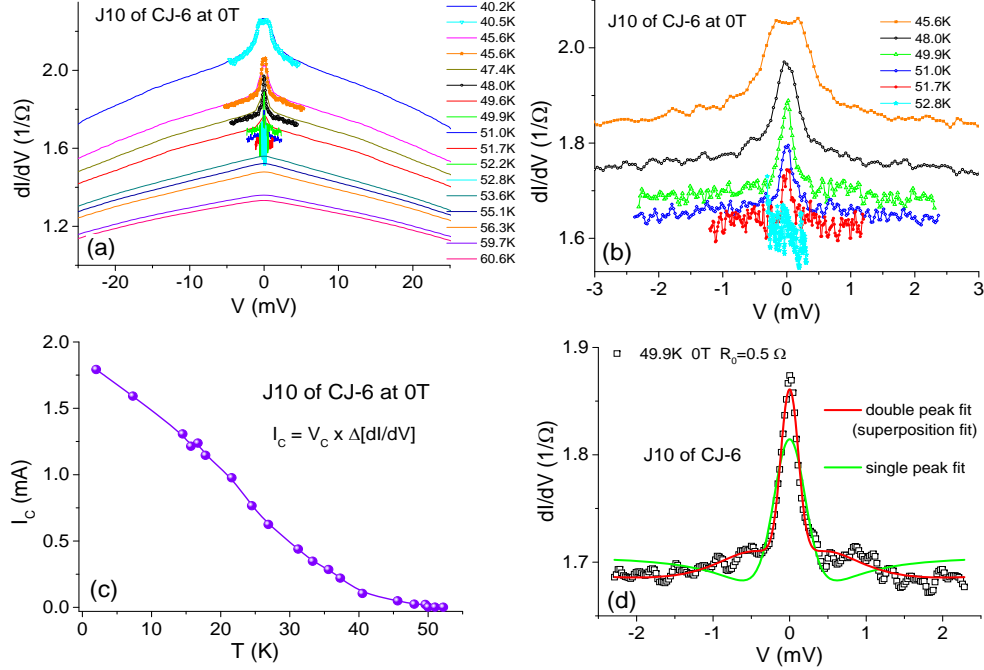 J10 of CJ-6 at 0T
40.2K
40.5K
45.6K
45.6K
47.4K
48.0K
49.6K
49.9K
51.0K
51.7K
52.2K
52.8K
53.6K
55.1K
56.3K
59.7K
60.6K
2.0
1.6
1.2
dI/dV (1/Ω)
(a)
-20 -10 0 10 20
V (mV)
J10 of CJ-6 at 0T
45.6K
48.0K
49.9K
51.0K
51.7K
52.8K
2.0
1.8
1.6
dI/dV (1/Ω)
(b)
-3 -2 -1 0 1 2 3
V (mV)
2.0
1.5
1.0
0.5
0.0
I_C (mA)
J10 of CJ-6 at 0T
I_C = V_C x Δ[dI/dV]
(c)
0 10 20 30 40 50
T (K)
1.9
1.8
1.7
dI/dV (1/Ω)
49.9K 0T R_0=0.5 Ω
double peak fit
(superposition fit)
J10 of CJ-6
single peak fit
(d)
-2 -1 0 1 2
V (mV)